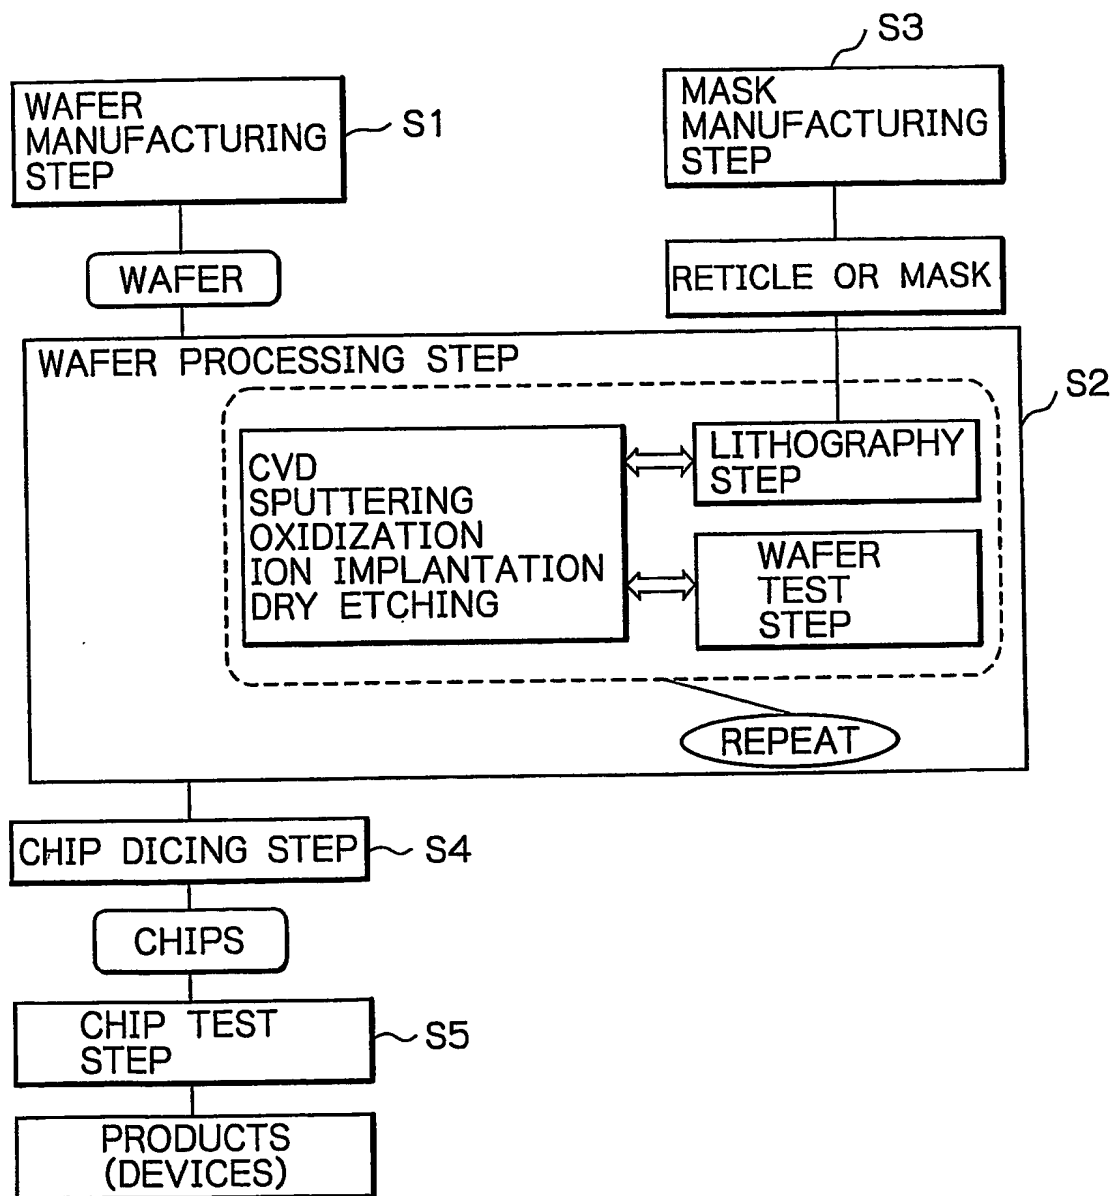 S3
WAFER
MANUFACTURING
STEP
S1
MASK
MANUFACTURING
STEP
WAFER
RETICLE OR MASK
WAFER PROCESSING STEP
S2
CVD
SPUTTERING
OXIDIZATION
ION IMPLANTATION
DRY ETCHING
LITHOGRAPHY
STEP
WAFER
TEST
STEP
REPEAT
CHIP DICING STEP
S4
CHIPS
CHIP TEST
STEP
S5
PRODUCTS
(DEVICES)